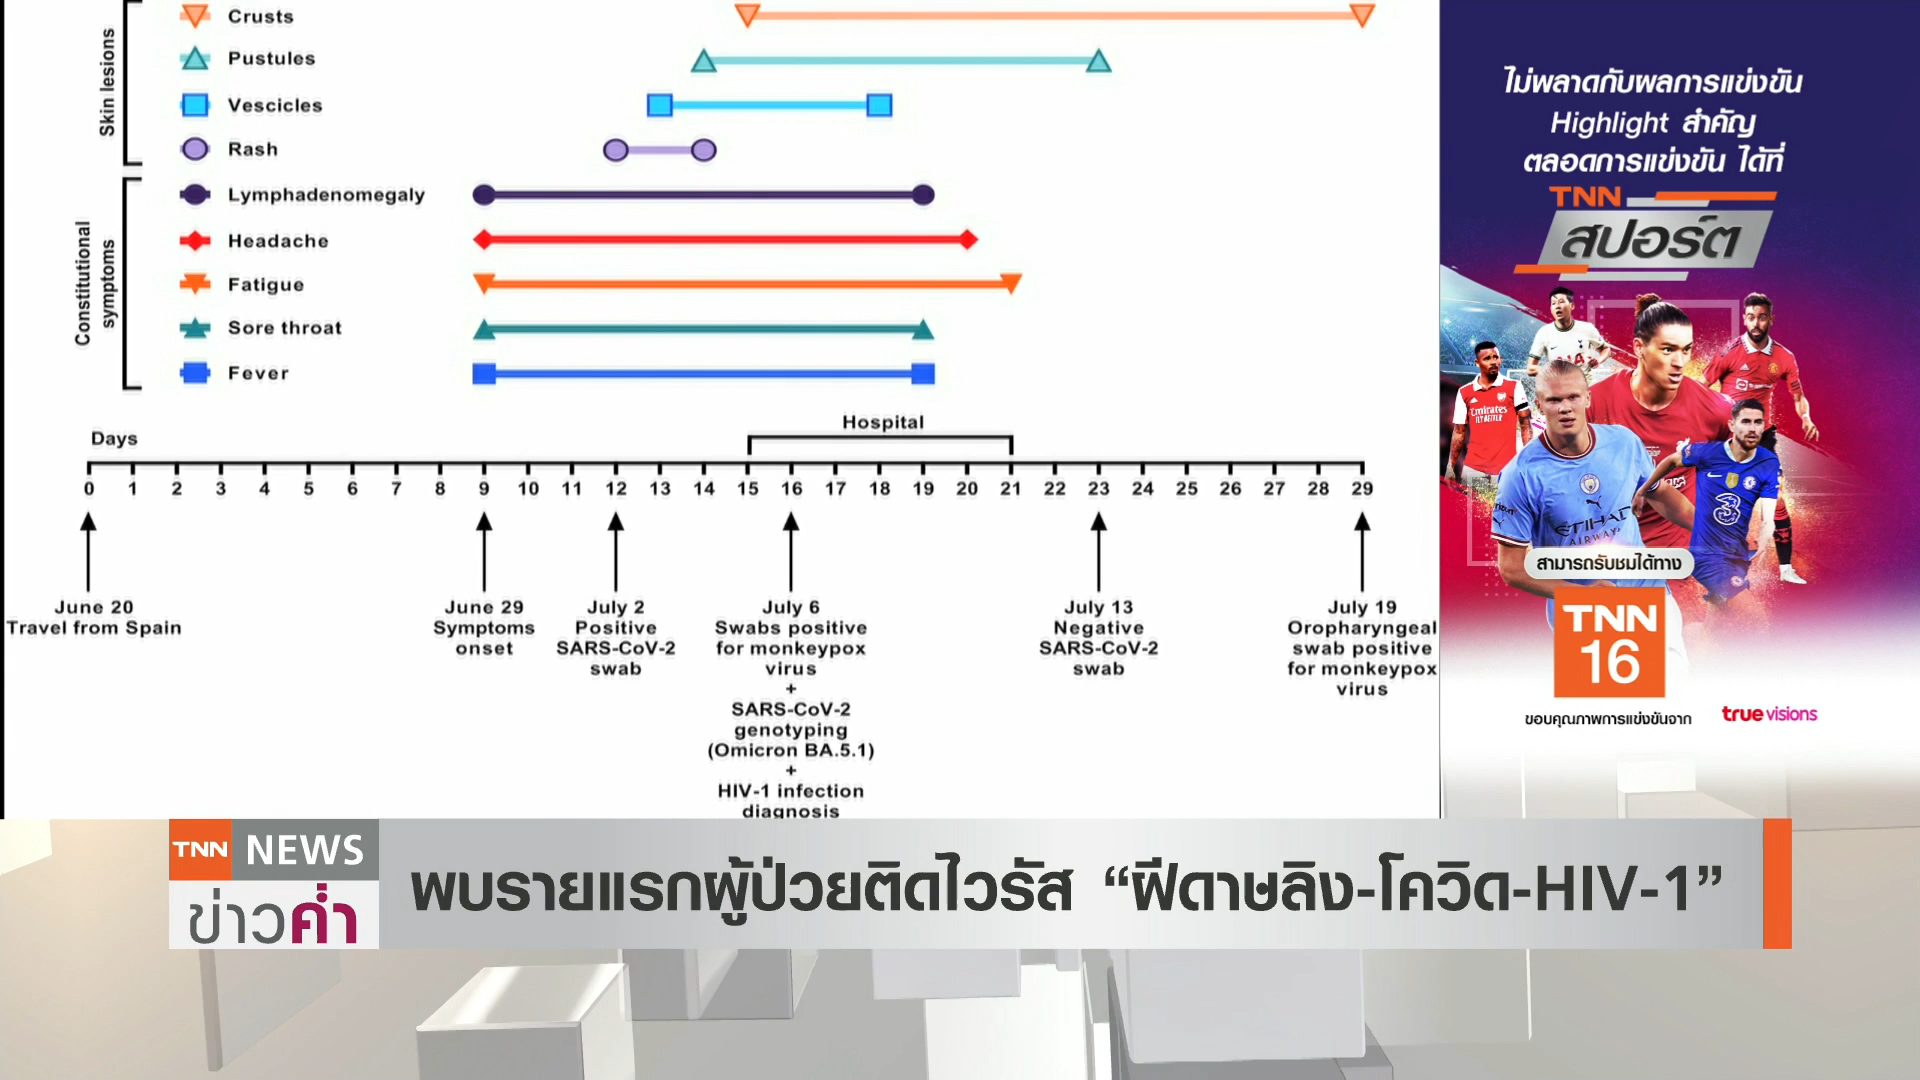 Skin lesions
Crusts
Pustules
Vescicles
Rash
Constitutional
symptoms
Lymphadenomegaly
Headache
Fatigue
Sore throat
Fever
Days
Hospital
0 1 2 3 4 5 6 7 8 9 10 11 12 13 14 15 16 17 18 19 20 21 22 23 24 25 26 27 28 29
June 20
Travel from Spain
June 29
Symptoms
onset
July 2
Positive
SARS-CoV-2
swab
July 6
Swabs positive
for monkeypox
virus
+
SARS-CoV-2
genotyping
(Omicron BA.5.1)
+
HIV-1 infection
diagnosis
July 13
Negative
SARS-CoV-2
swab
July 19
Oropharyngeal
swab positive
for monkeypox
virus
ไม่พลาดกับผลการแข่งขัน
Highlight สำคัญ
ตลอดการแข่งขัน ได้ที่
TNN
สปอร์ต
Emirates
FLY BETTER
ETIHAD
AIRWAYS
3
สามารถรับชมได้ทาง
TNN
16
ขอบคุณภาพการแข่งขันจาก truevisions
TNN NEWS
ข่าวค่ำ
พบรายแรกผู้ป่วยติดไวรัส “ฝีดาษลิง-โควิด-HIV-1”